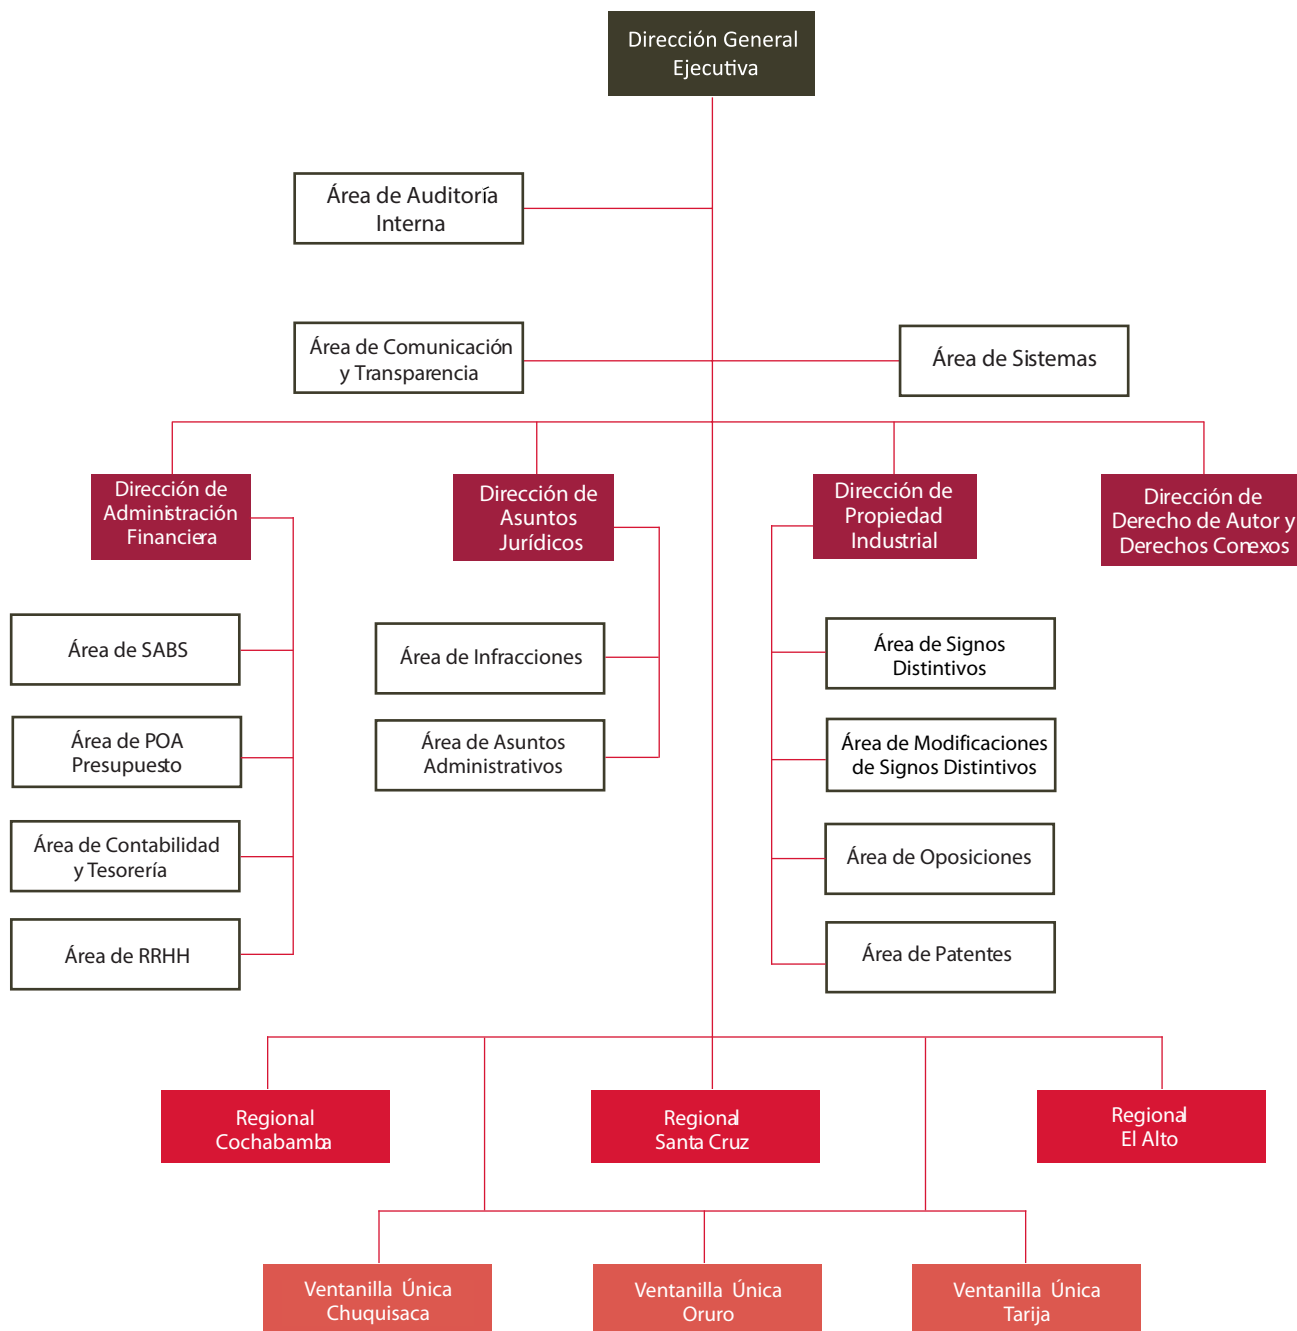 Dirección General
Ejecutiva
Área de Auditoría
Interna
Área de Comunicación
y Transparencia
Área de Sistemas
Dirección de
Administración
Financiera
Dirección de
Asuntos
Jurídicos
Dirección de
Propiedad
Industrial
Dirección de
Derecho de Autor y
Derechos Conexos
Área de SABS
Área de POA
Presupuesto
Área de Contabilidad
y Tesorería
Área de RRHH
Área de Infracciones
Área de Asuntos
Administrativos
Área de Signos
Distintivos
Área de Modificaciones
de Signos Distintivos
Área de Oposiciones
Área de Patentes
Regional
Cochabamba
Regional
Santa Cruz
Regional
El Alto
Ventanilla Única
Chuquisaca
Ventanilla Única
Oruro
Ventanilla Única
Tarija